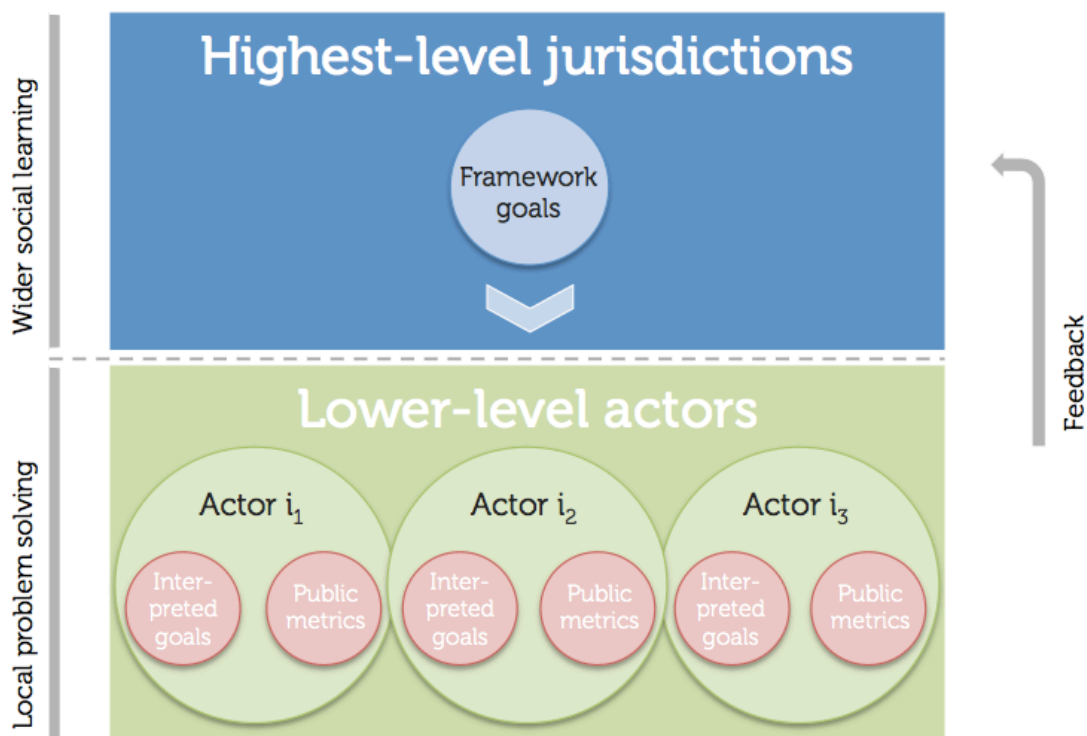 Highest-level jurisdictions
Wider social learning
Framework
goals
Feedback
Lower-level actors
Local problem solving
Actor i₁
Inter-
preted
goals
Public
metrics
Actor i₂
Inter-
preted
goals
Public
metrics
Actor i₃
Inter-
preted
goals
Public
metrics